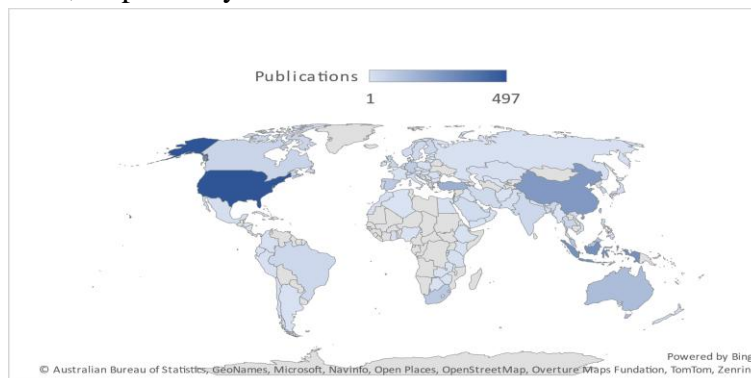 , respectively
Publications
1 497
Powered by Bing
© Australian Bureau of Statistics, GeoNames, Microsoft, Navinfo, Open Places, OpenStreetMap, Overture Maps Fundation, TomTom, Zenrin